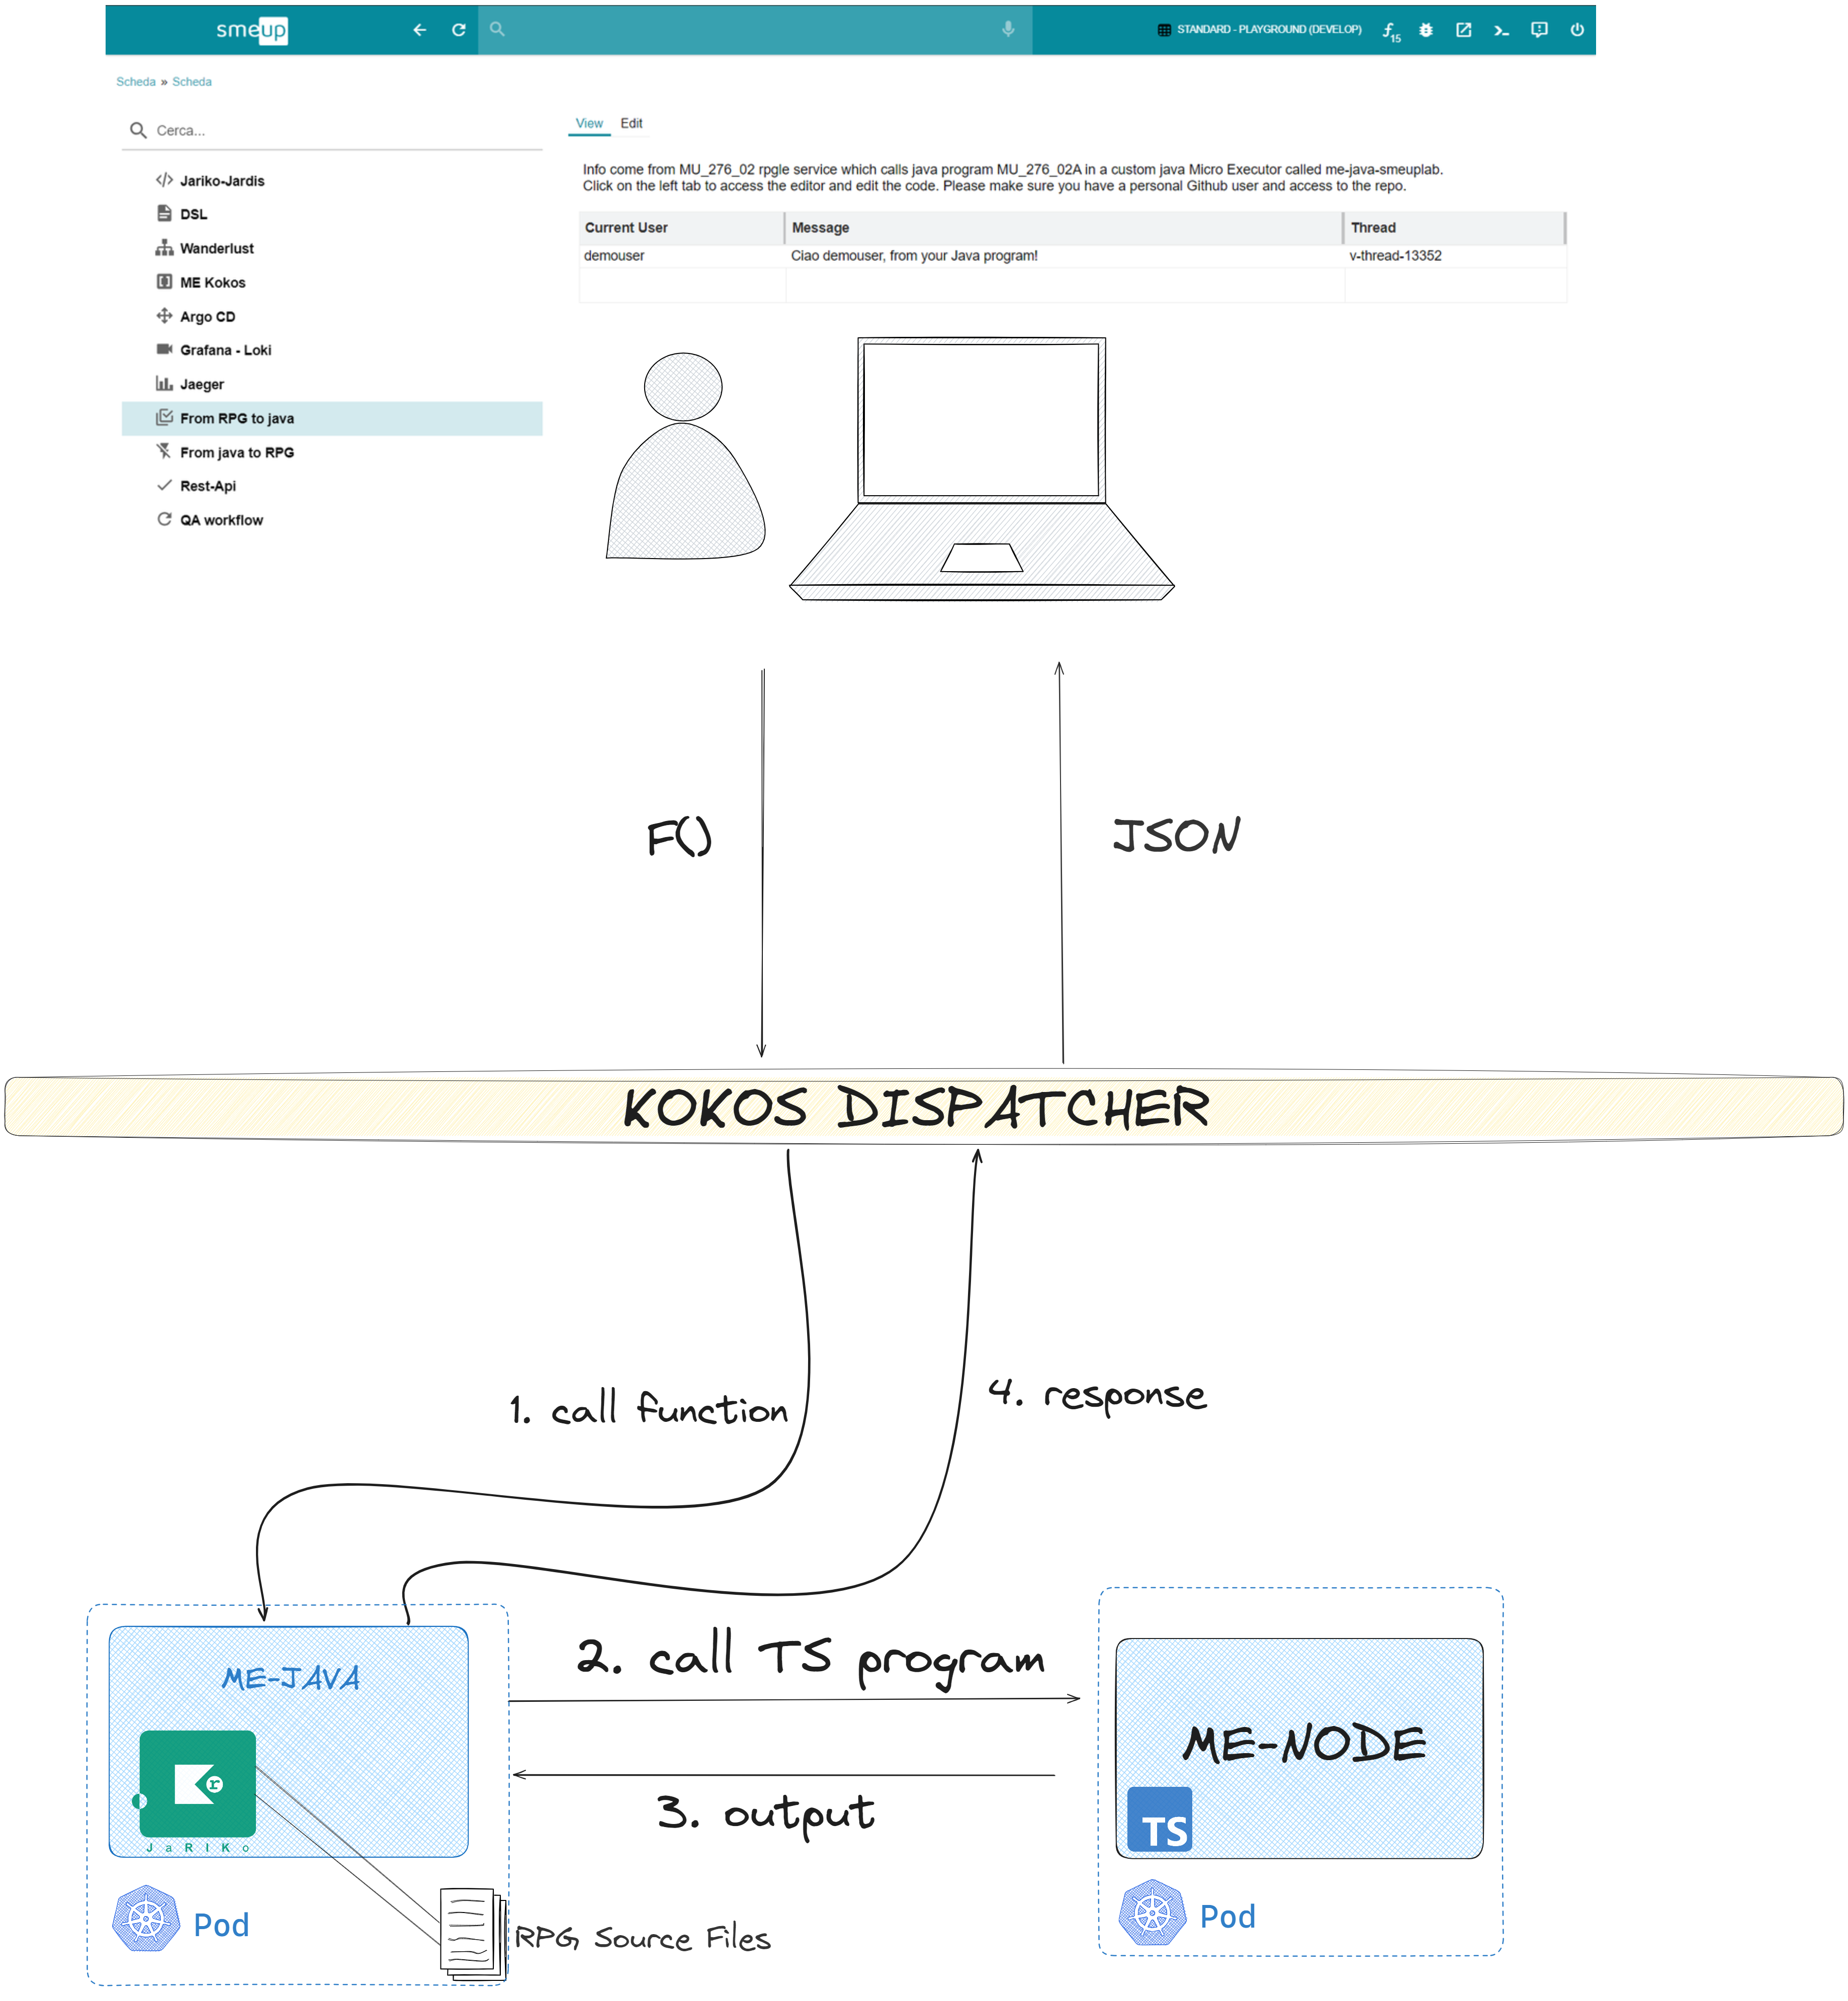 smeup
STANDARD - PLAYGROUND (DEVELOP)
15
Scheda » Scheda
Cerca...
Jariko-Jardis
DSL
Wanderlust
ME Kokos
Argo CD
Grafana - Loki
Jaeger
From RPG to java
From java to RPG
Rest-Api
QA workflow
View Edit
Info come from MU_276_02 rpgle service which calls java program MU_276_02A in a custom java Micro Executor called me-java-smeuplab.
Click on the left tab to access the editor and edit the code. Please make sure you have a personal Github user and access to the repo.
Current User Message Thread
demouser Ciao demouser, from your Java program! v-thread-13352
F()
JSON
KOKOS DISPATCHER
1. call function
4. response
2. call TS program
3. output
ME-JAVA
r
JaRIKo
Pod
RPG Source Files
ME-NODE
TS
Pod